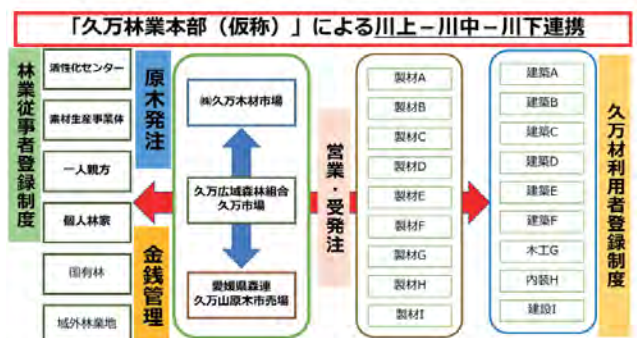 「久万林業本部（仮称）」による川上－川中－川下連携
林業従事者登録制度
活性化センター
素材生産事業体
一人親方
個人林家
国有林
域外林産地
原木発注
金銭管理
㈱久万木材市場
久万広域森林組合
久万市場
愛媛県森連
久万山原木市売場
営業・受発注
製材A
製材B
製材C
製材D
製材E
製材F
製材G
製材H
製材I
建築A
建築B
建築C
建築D
建築E
建築F
木工G
内装H
建設I
久万材利用者登録制度